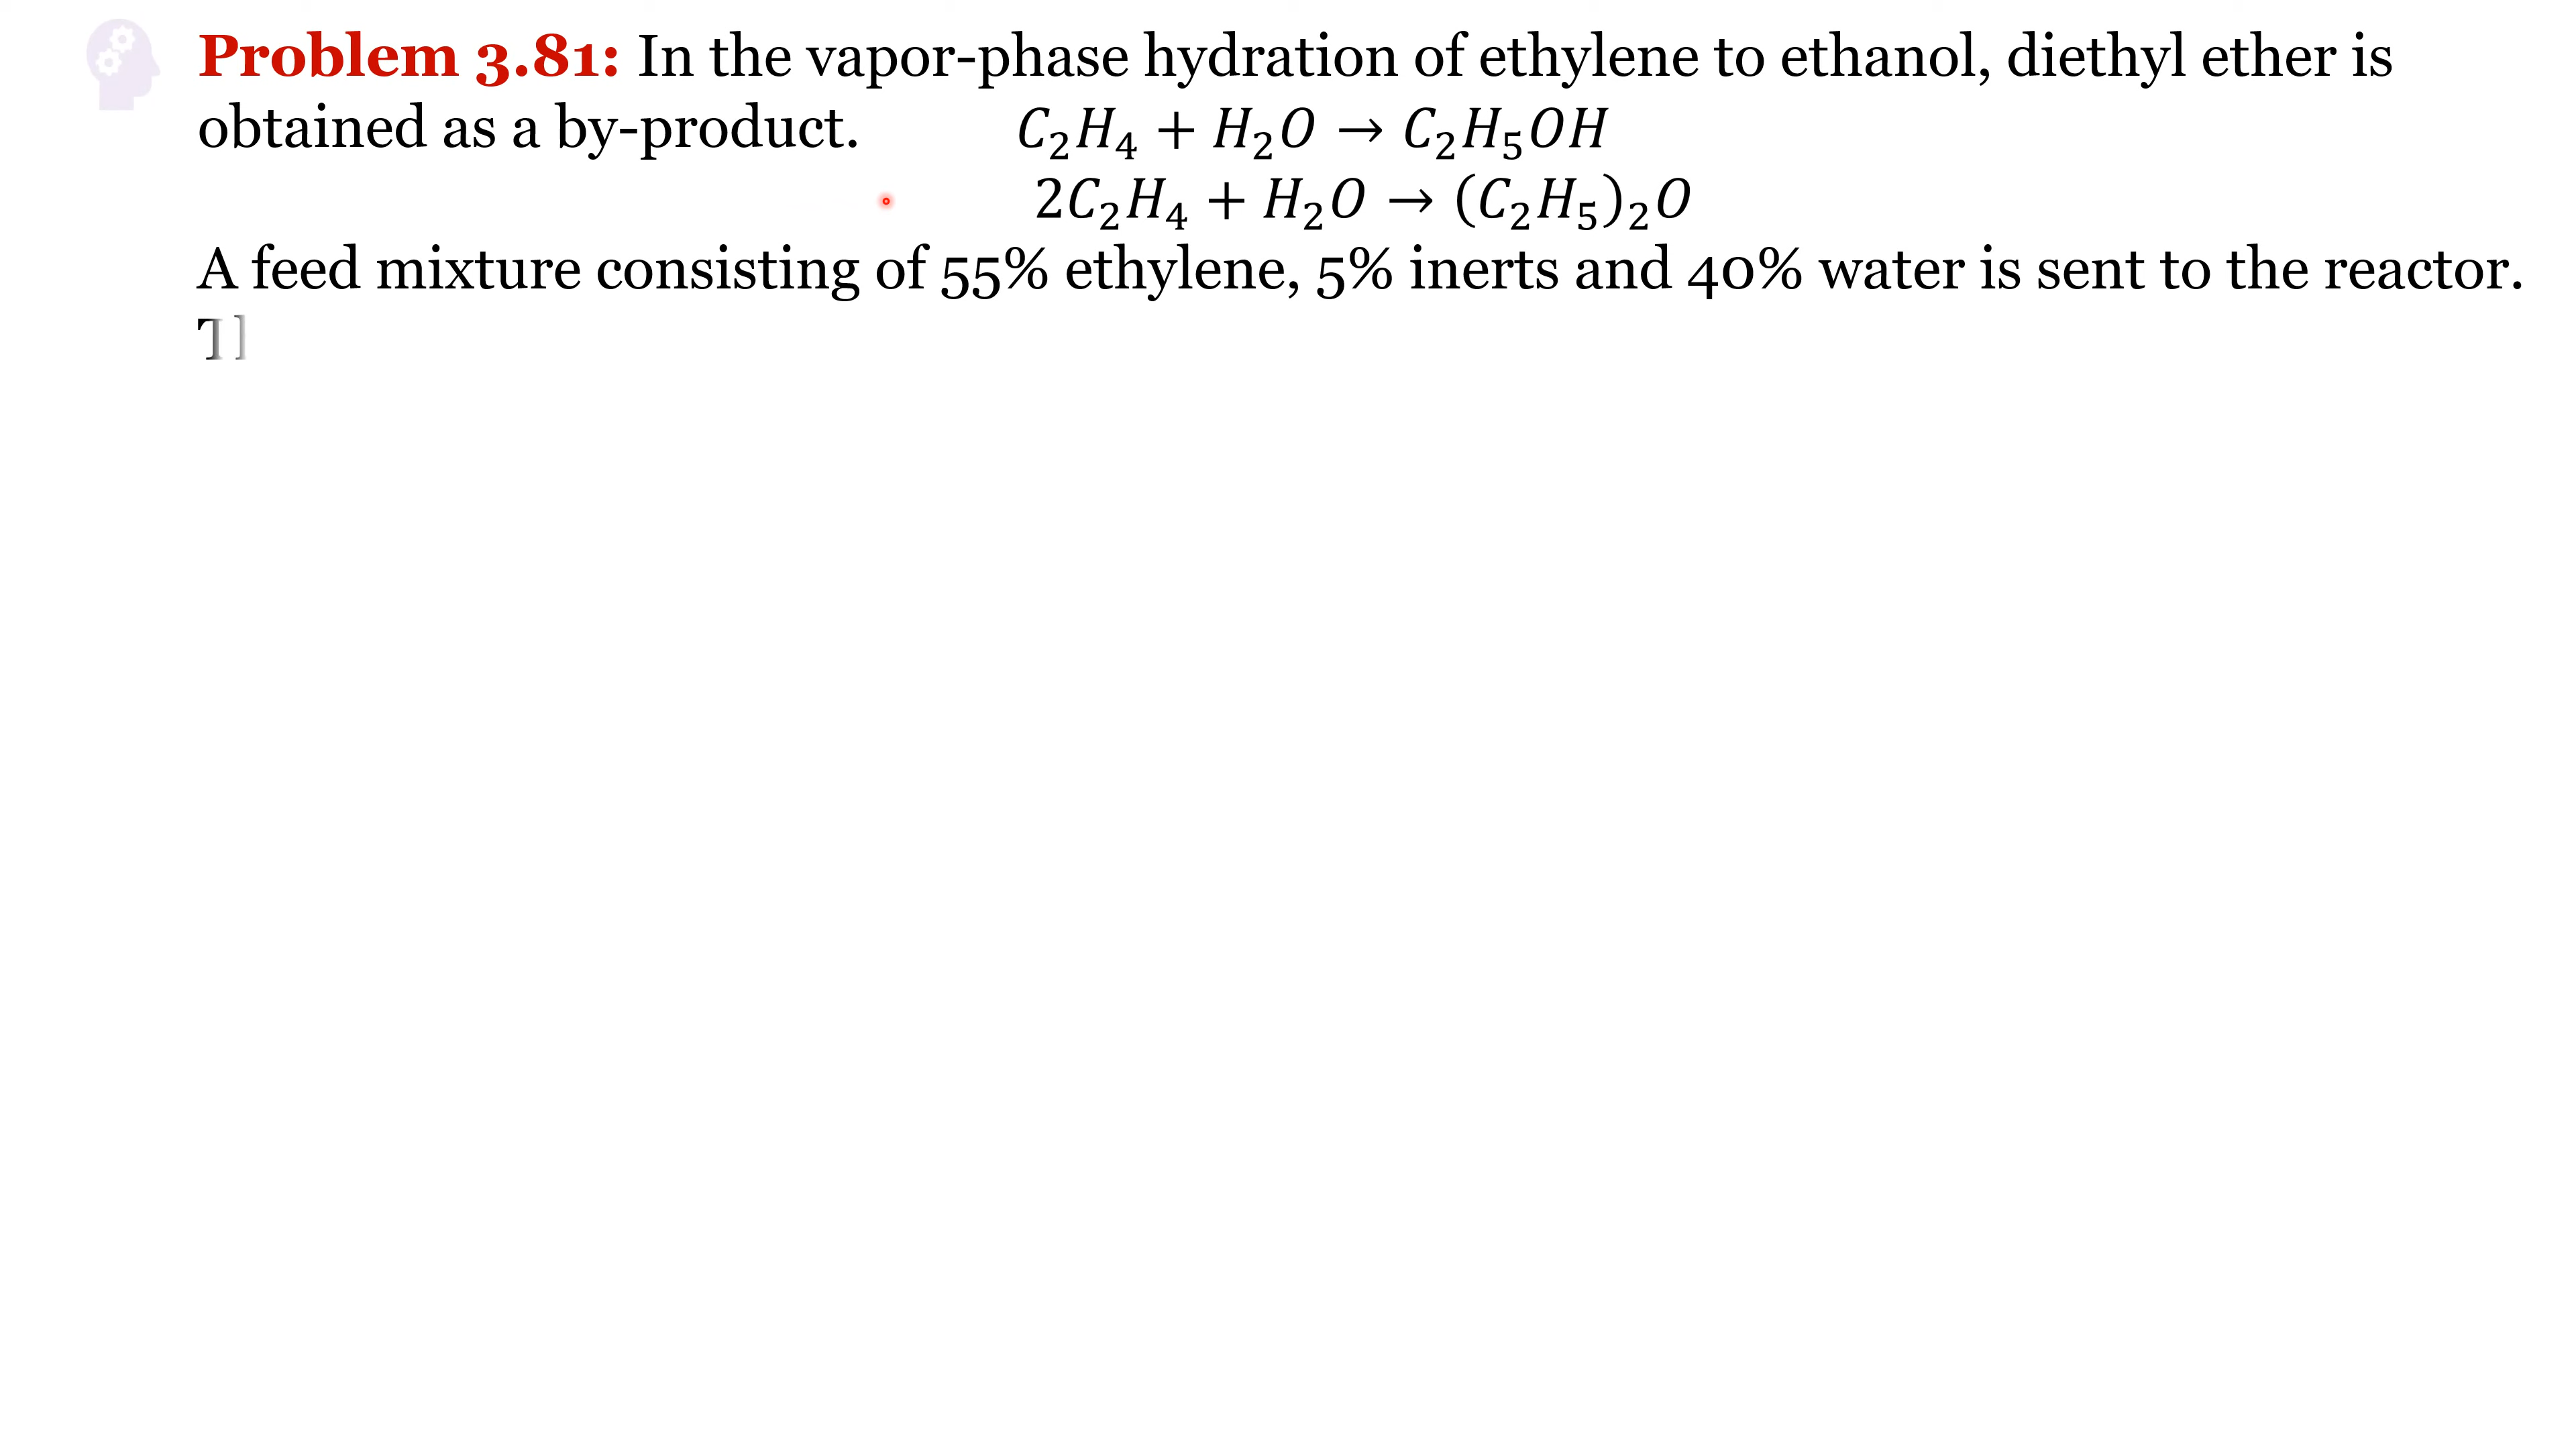 Problem 3.81: In the vapor-phase hydration of ethylene to ethanol, diethyl ether is
obtained as a by-product. C₂H₄ + H₂O → C₂H₅OH
2C₂H₄ + H₂O → (C₂H₅)₂O
A feed mixture consisting of 55% ethylene, 5% inerts and 40% water is sent to the reactor.